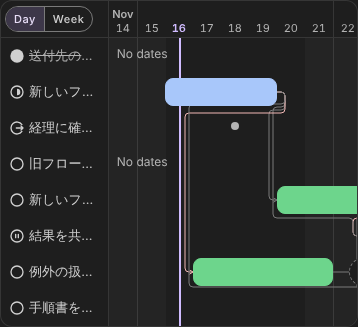 Day Week
Nov
14 15 16 17 18 19 20 21 22
送付先の...
No dates
新しいフ...
経理に確...
旧フロー...
No dates
新しいフ...
結果を共...
例外の扱...
手順書を...